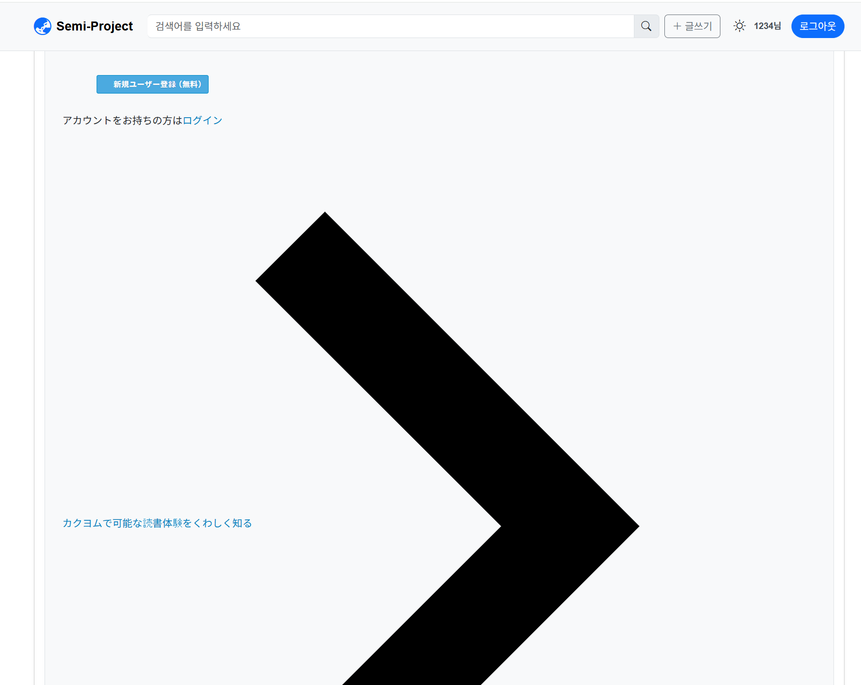 Semi-Project
검색어를 입력하세요
+ 글쓰기
1234님
로그아웃
新規ユーザー登録（無料）
アカウントをお持ちの方はログイン
カクヨムで可能な読書体験をくわしく知る